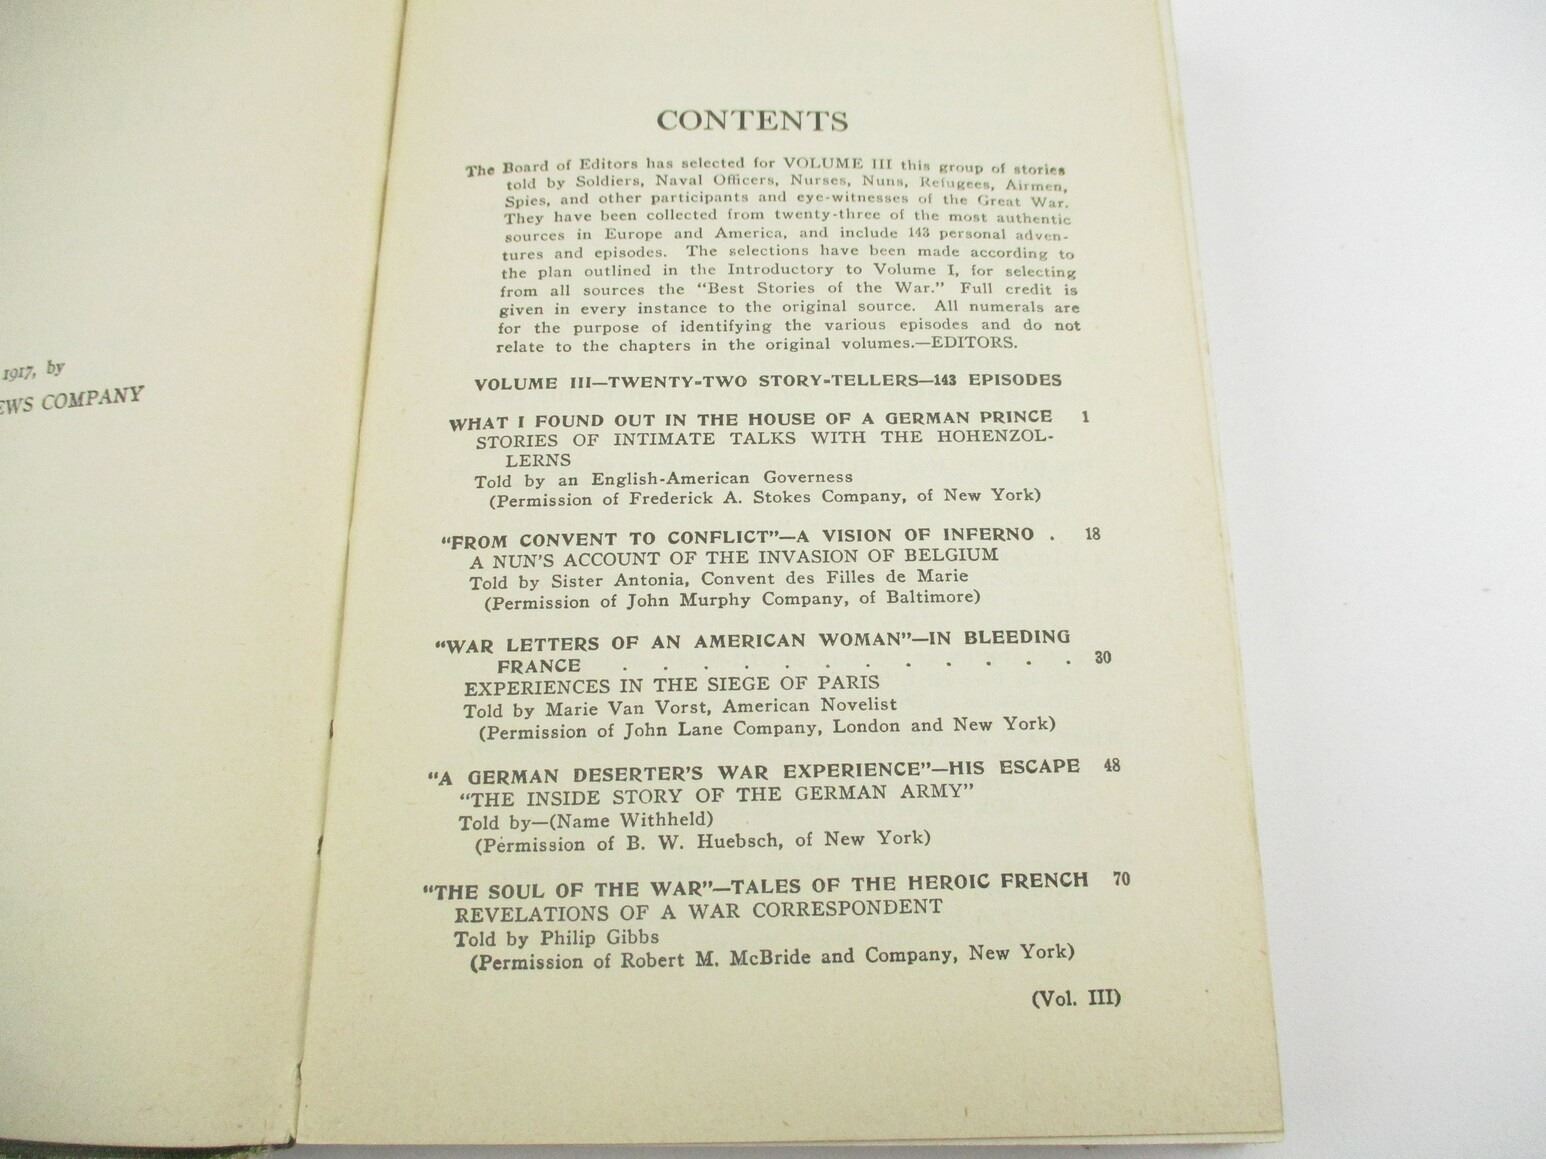 1917, by
EWS COMPANY
CONTENTS
The Board of Editors has selected for VOLUME III this group of stories
told by Soldiers, Naval Officers, Nurses, Nuns, Refugees, Airmen,
Spies, and other participants and eye-witnesses of the Great War.
They have been collected from twenty-three of the most authentic
sources in Europe and America, and include 143 personal adven-
tures and episodes. The selections have been made according to
the plan outlined in the Introductory to Volume I, for selecting
from all sources the “Best Stories of the War.” Full credit is
given in every instance to the original source. All numerals are
for the purpose of identifying the various episodes and do not
relate to the chapters in the original volumes.—EDITORS.
VOLUME III—TWENTY-TWO STORY-TELLERS—143 EPISODES
WHAT I FOUND OUT IN THE HOUSE OF A GERMAN PRINCE 1
STORIES OF INTIMATE TALKS WITH THE HOHENZOL-
LERNS
Told by an English-American Governess
(Permission of Frederick A. Stokes Company, of New York)
“FROM CONVENT TO CONFLICT”—A VISION OF INFERNO . 18
A NUN'S ACCOUNT OF THE INVASION OF BELGIUM
Told by Sister Antonia, Convent des Filles de Marie
(Permission of John Murphy Company, of Baltimore)
“WAR LETTERS OF AN AMERICAN WOMAN”—IN BLEEDING
FRANCE . . . . . . . . . . . . 30
EXPERIENCES IN THE SIEGE OF PARIS
Told by Marie Van Vorst, American Novelist
(Permission of John Lane Company, London and New York)
“A GERMAN DESERTER'S WAR EXPERIENCE”—HIS ESCAPE 48
“THE INSIDE STORY OF THE GERMAN ARMY”
Told by—(Name Withheld)
(Permission of B. W. Huebsch, of New York)
“THE SOUL OF THE WAR”—TALES OF THE HEROIC FRENCH 70
REVELATIONS OF A WAR CORRESPONDENT
Told by Philip Gibbs
(Permission of Robert M. McBride and Company, New York)
(Vol. III)